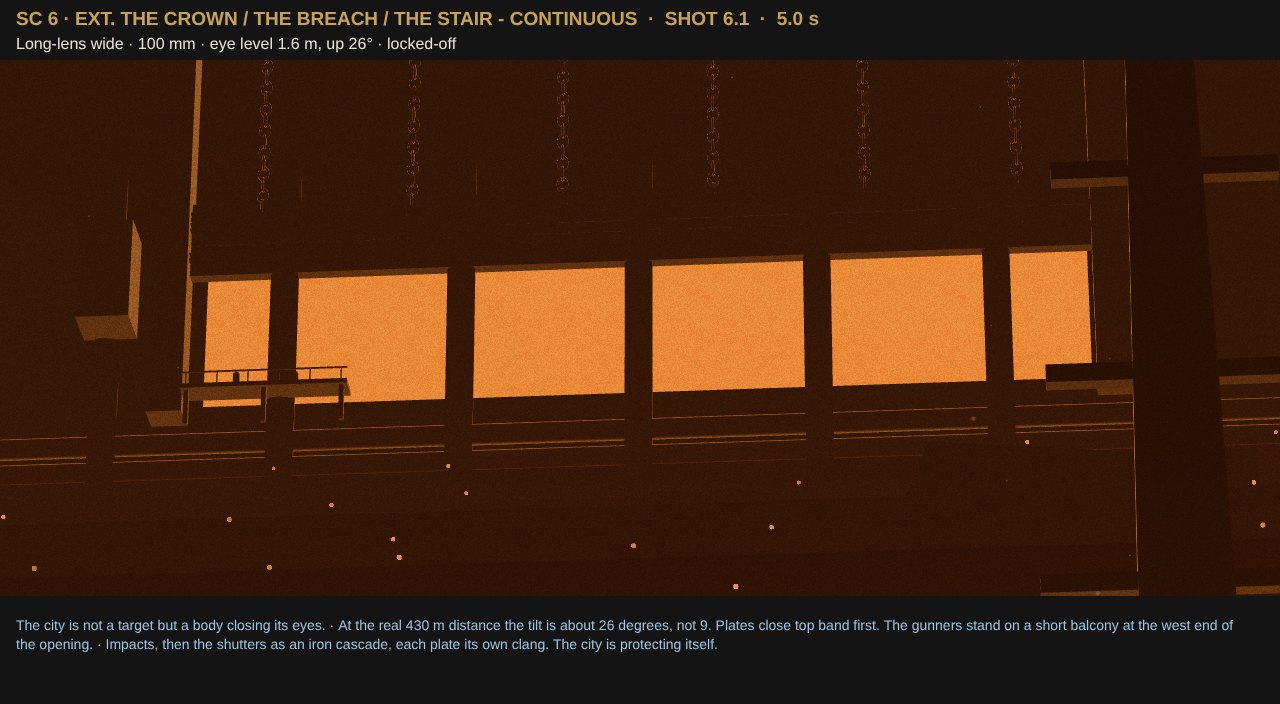 SC 6 · EXT. THE CROWN / THE BREACH / THE STAIR - CONTINUOUS · SHOT 6.1 · 5.0 s
Long-lens wide · 100 mm · eye level 1.6 m, up 26° · locked-off
The city is not a target but a body closing its eyes. · At the real 430 m distance the tilt is about 26 degrees, not 9. Plates close top band first. The gunners stand on a short balcony at the west end of
the opening. · Impacts, then the shutters as an iron cascade, each plate its own clang. The city is protecting itself.